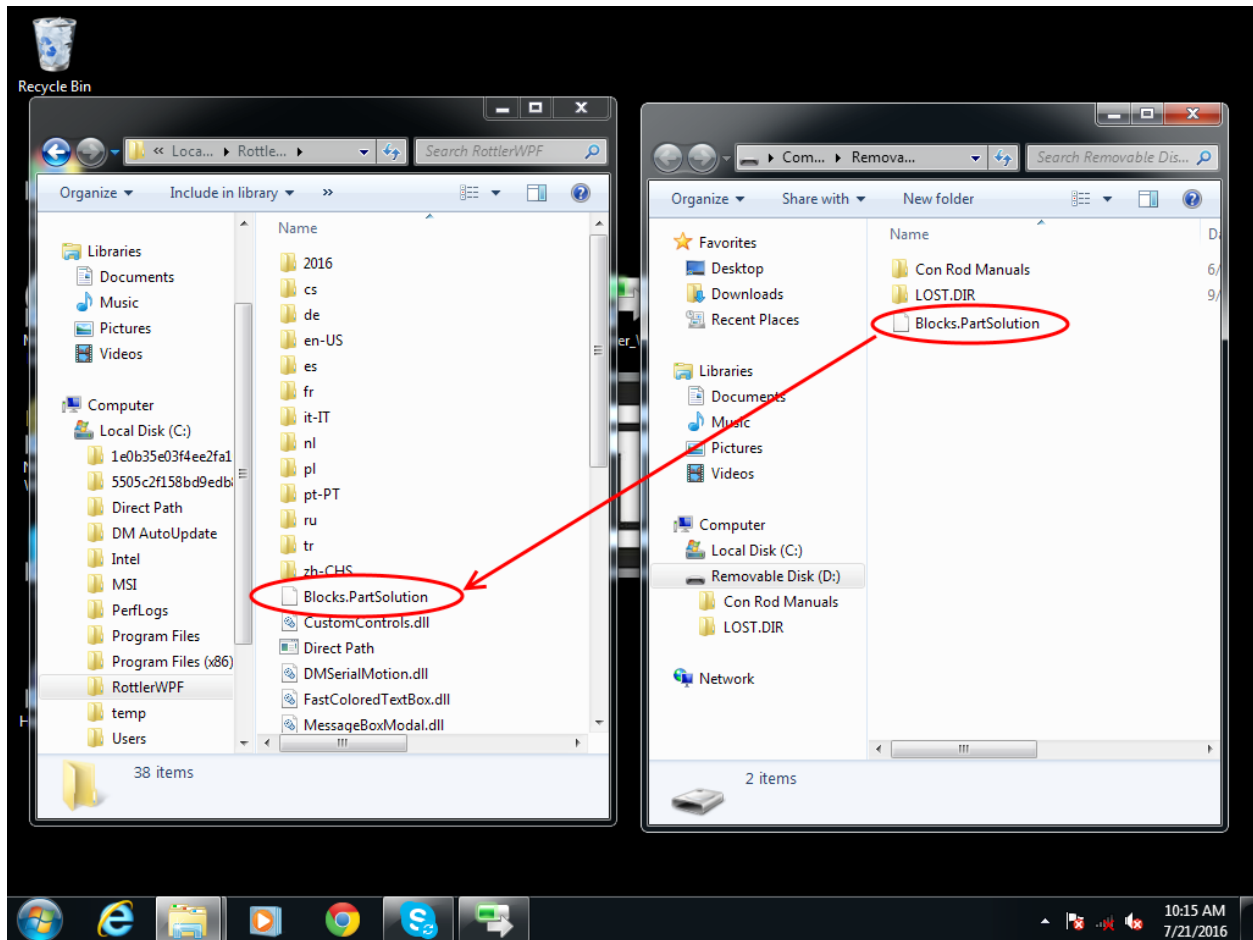 Recycle Bin
« Loca... Rottle...
Search RottlerWPF
Organize
Include in library
»
Name
Libraries
Documents
Music
Pictures
Videos
Computer
Local Disk (C:)
1e0b35e03f4ee2fa1
5505c2f158bd9edb
Direct Path
DM AutoUpdate
Intel
MSI
PerfLogs
Program Files
Program Files (x86)
RottlerWPF
temp
Users
2016
cs
de
en-US
es
fr
it-IT
nl
pl
pt-PT
ru
tr
zh-CHS
Blocks.PartSolution
CustomControls.dll
Direct Path
DMSerialMotion.dll
FastColoredTextBox.dll
MessageBoxModal.dll
38 items
Com... Remova...
Search Removable Dis...
Organize
Share with
New folder
Name
Favorites
Desktop
Downloads
Recent Places
Libraries
Documents
Music
Pictures
Videos
Computer
Local Disk (C:)
Removable Disk (D:)
Con Rod Manuals
LOST.DIR
Network
Con Rod Manuals 6/
LOST.DIR 9/
Blocks.PartSolution
2 items
10:15 AM
7/21/2016